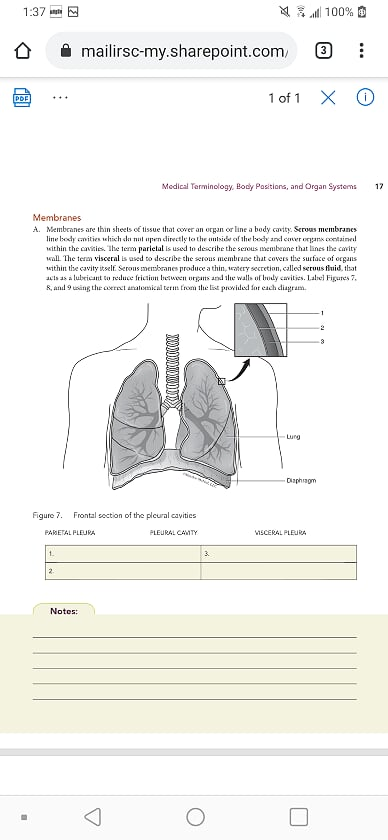 1:37
100%
mailirsc-my.sharepoint.com/
3
PDF
...
1 of 1
Medical Terminology, Body Positions, and Organ Systems 17
Membranes
A. Membranes are thin sheets of tissue that cover an organ or line a body cavity. Serous membranes
line body cavities which do not open directly to the outside of the body and cover organs contained
within the cavities. The term parietal is used to describe the serous membrane that lines the cavity
wall. The term visceral is used to describe the serous membrane that covers the surface of organs
within the cavity itself. Serous membranes produce a thin, watery secretion, called serous fluid, that
acts as a lubricant to reduce friction between organs and the walls of body cavities. Label Figures 7,
8, and 9 using the correct anatomical term from the list provided for each diagram.
1
2
3
Lung
Diaphragm
Figure 7. Frontal section of the pleural cavities
PARIETAL PLEURA PLEURAL CAVITY VISCERAL PLEURA
1. 3.
2.
Notes: